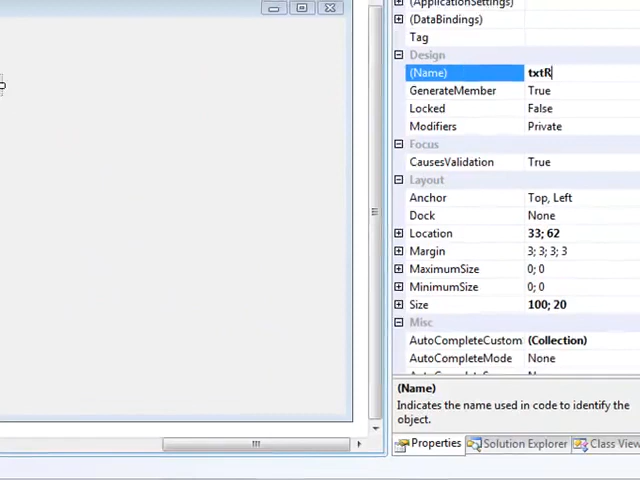 (ApplicationSettings)
(DataBindings)
Tag
Design
(Name) txtR
GenerateMember True
Locked False
Modifiers Private
Focus
CausesValidation True
Layout
Anchor Top, Left
Dock None
Location 33; 62
Margin 3; 3; 3; 3
MaximumSize 0; 0
MinimumSize 0; 0
Size 100; 20
Misc
AutoCompleteCustom (Collection)
AutoCompleteMode None
(Name)
Indicates the name used in code to identify the
object.
Properties Solution Explorer Class View